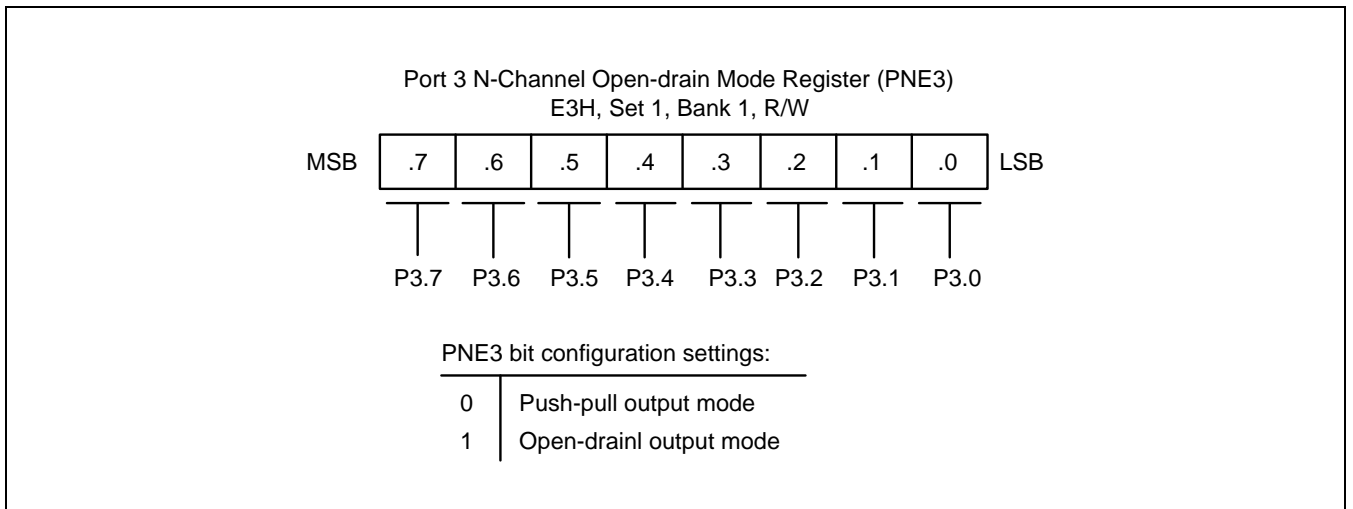 Port 3 N-Channel Open-drain Mode Register (PNE3)
E3H, Set 1, Bank 1, R/W
MSB .7 .6 .5 .4 .3 .2 .1 .0 LSB
P3.7 P3.6 P3.5 P3.4 P3.3 P3.2 P3.1 P3.0
PNE3 bit configuration settings:
0 Push-pull output mode
1 Open-drainl output mode